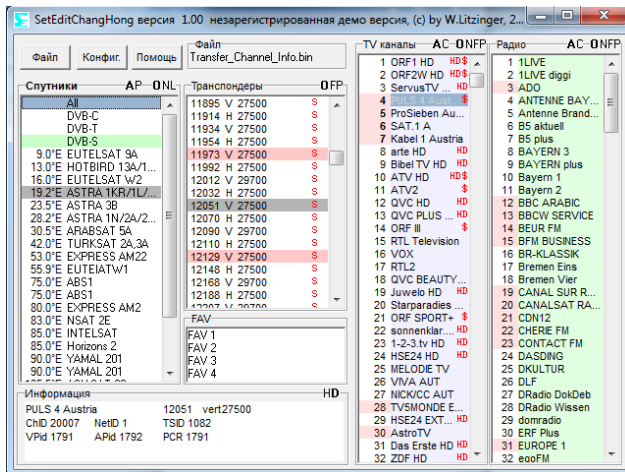 SetEditChangHong версия 1.00 незарегистрированная демо версия, (c) by W.Litzinger, 2...
Файл Конфиг. Помощь
Файл
Transfer_Channel_Info.bin
Спутники AP-ONL
All
DVB-C
DVB-T
DVB-S
9.0°E EUTELSAT 9A
13.0°E HOTBIRD 13A/1...
16.0°E EUTELSAT W2
19.2°E ASTRA 1KR/1L/...
23.5°E ASTRA 3B
28.2°E ASTRA 1N/2A/2...
30.5°E ARABSAT 5A
42.0°E TURKSAT 2A,3A
53.0°E EXPRESS AM22
55.9°E EUTEIATW1
75.0°E ABS1
75.0°E ABS1
80.0°E EXPRESS AM2
83.0°E NSAT 2E
85.0°E INTELSAT
85.0°E Horizons 2
90.0°E YAMAL 201
90.0°E YAMAL 201
Транспондеры OFP
11895 V 27500 S
11914 H 27500 S
11934 V 27500 S
11954 H 27500 S
11973 V 27500 S
11992 H 27500 S
12012 V 29700 S
12032 H 27500 S
12051 V 27500 S
12070 H 27500 S
12090 V 29700 S
12110 H 27500 S
12129 V 27500 S
12148 H 27500 S
12168 V 29700 S
12188 H 27500 S
12207 V 29700 S
FAV
FAV 1
FAV 2
FAV 3
FAV 4
Информация HD
PULS 4 Austria 12051 vert27500
ChID 20007 NetID 1 TSID 1082
VPid 1791 APid 1792 PCR 1791
TV каналы AC-ONFP
1 ORF1 HD HD$
2 ORF2W HD HD$
3 ServusTV ... HD
4 PULS 4 Aust... $
5 ProSieben Au...
6 SAT.1 A
7 Kabel 1 Austria
8 arte HD HD
9 Bibel TV HD HD
10 ATV HD HD$
11 ATV2 $
12 QVC HD HD
13 QVC PLUS ... HD
14 ORF III $
15 RTL Television
16 VOX
17 RTL2
18 QVC BEAUTY...
19 Juwelo HD HD
20 Starparadies ...
21 ORF SPORT+ $
22 sonnenklar.... HD
23 1-2-3.tv HD HD
24 HSE24 HD HD
25 MELODIE TV
26 VIVA AUT
27 NICK/CC AUT
28 TV5MONDE E...
29 HSE24 EXT... HD
30 AstroTV
31 Das Erste HD HD
32 ZDF HD HD
Радио AC-ONFP
1 1LIVE
2 1LIVE diggi
3 ADO
4 ANTENNE BAY...
5 Antenne Brand...
6 B5 aktuell
7 B5 plus
8 BAYERN 3
9 BAYERN plus
10 Bayern 1
11 Bayern 2
12 BBC ARABIC
13 BBCW SERVICE
14 BEUR FM
15 BFM BUSINESS
16 BR-KLASSIK
17 Bremen Eins
18 Bremen Vier
19 CANAL SUR R...
20 CANALSAT RA...
21 CDN12
22 CHERIE FM
23 CONTACT FM
24 DASDING
25 DKULTUR
26 DLF
27 DRadio DokDeb
28 DRadio Wissen
29 domradio
30 ERF Plus
31 EUROPE 1
32 egoFM